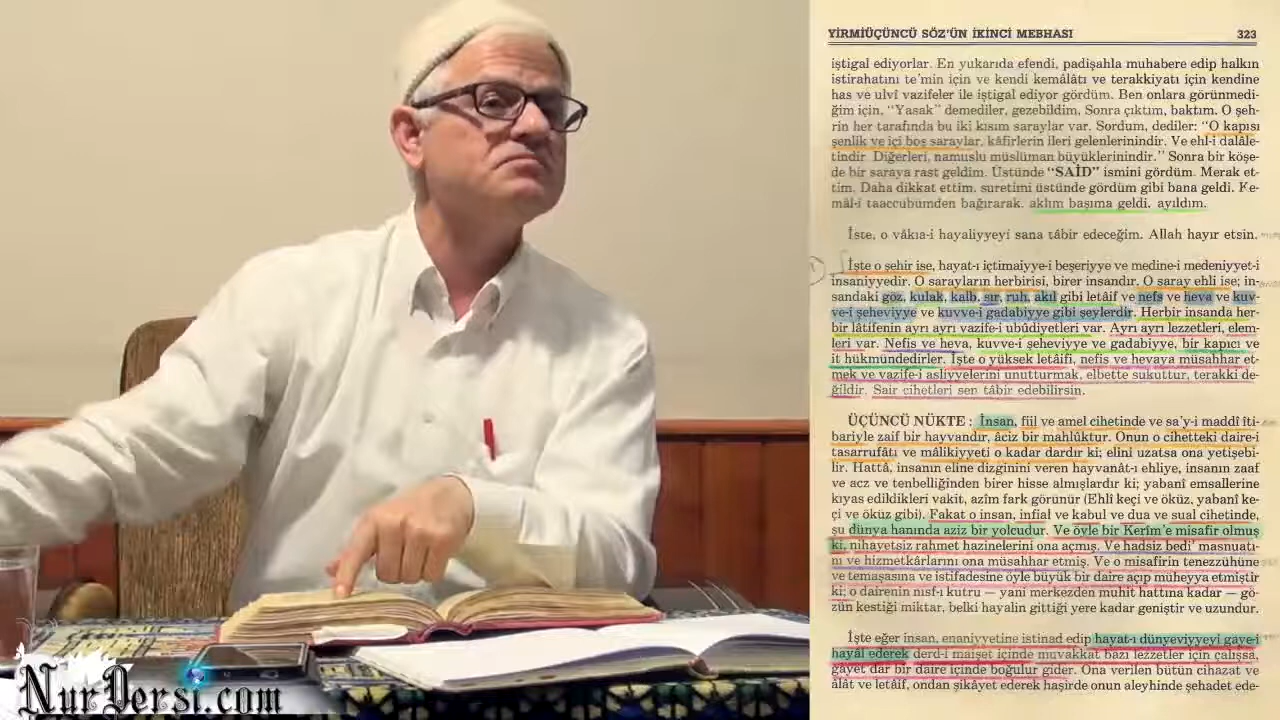 YİRMİÜÇÜNCÜ SÖZ'ÜN İKİNCİ MEBHASI 323
iştigal ediyorlar. En yukarıda efendi, padişahla muhabere edip halkın
istirahatını te'min için ve kendi kemâlâtı ve terakkiyatı için kendine
has ve ulvî vazifeler ile iştigal ediyor gördüm. Ben onlara görünmedi-
ğim için, "Yasak" demediler, gezebildim. Sonra çıktım, baktım. O şeh-
rin her tarafında bu iki kısım saraylar var. Sordum, dediler: "O kapısı
şenlik ve içi boş saraylar, kâfirlerin ileri gelenlerinindir. Ve ehl-i dalâle-
tindir. Diğerleri, namuslu müslüman büyüklerinindir." Sonra bir köşe-
de bir saraya rast geldim. Üstünde "SAİD" ismini gördüm. Merak et-
tim. Daha dikkat ettim, suretimi üstünde gördüm gibi bana geldi. Ke-
mâl-i taaccübümden bağırarak, aklım başıma geldi, ayıldım.
İşte, o vâkıa-i hayaliyyeyi sana tâbir edeceğim. Allah hayır etsin.
İşte o şehir ise, hayat-ı içtimaiyye-i beşeriyye ve medine-i medeniyyet-i
insaniyyedir. O sarayların herbirisi, birer insandır. O saray ehli ise; in-
sandaki göz, kulak, kalb, sır, ruh, akıl gibi letâif ve nefs ve heva ve kuv-
ve-i şeheviyye ve kuvve-i gadabiyye gibi şeylerdir. Herbir insanda her-
bir lâtifenin ayrı ayrı vazife-i ubûdiyetleri var. Ayrı ayrı lezzetleri, elem-
leri var. Nefis ve heva, kuvve-i şeheviyye ve gadabiyye, bir kapıcı ve
it hükmündedirler. İşte o yüksek letâifi, nefis ve hevaya müsahhar et-
mek ve vazife-i asliyyelerini unutturmak, elbette sukuttur, terakki de-
ğildir. Sair cihetleri sen tâbir edebilirsin.
ÜÇÜNCÜ NÜKTE : İnsan, fiil ve amel cihetinde ve sa'y-i maddî îti-
bariyle zaif bir hayvandır, âciz bir mahlûktur. Onun o cihetteki daire-i
tasarrufâtı ve mâlikiyyeti o kadar dardır ki; elini uzatsa ona yetişebi-
lir. Hattâ, insanın eline dizginini veren hayvanât-ı ehliye, insanın zaaf
ve acz ve tenbelliğinden birer hisse almışlardır ki; yabanî emsallerine
kıyas edildikleri vakit, azîm fark görünür (Ehlî keçi ve öküz, yabanî ke-
çi ve öküz gibi). Fakat o insan, infial ve kabul ve dua ve sual cihetinde,
şu dünya hanında aziz bir yolcudur. Ve öyle bir Kerîm'e misafir olmuş
ki, nihayetsiz rahmet hazinelerini ona açmış. Ve hadsiz bedi' masnuatı-
nı ve hizmetkârlarını ona müsahhar etmiş. Ve o misafirin tenezzühüne
ve temaşasına ve istifadesine öyle büyük bir daire açıp müheyya etmiştir
ki; o dairenin nısf-ı kutru — yani merkezden muhit hattına kadar — gö-
zün kestiği miktar, belki hayalin gittiği yere kadar geniştir ve uzundur.
İşte eğer insan, enaniyyetine istinad edip hayat-ı dünyeviyyeyi gaye-i
hayâl ederek derd-i maişet içinde muvakkat bazı lezzetler için çalışsa,
gayet dar bir daire içinde boğulur gider. Ona verilen bütün cihazat ve
âlât ve letâif, ondan şikâyet ederek haşirde onun aleyhinde şehadet ede-
NurDersi.com